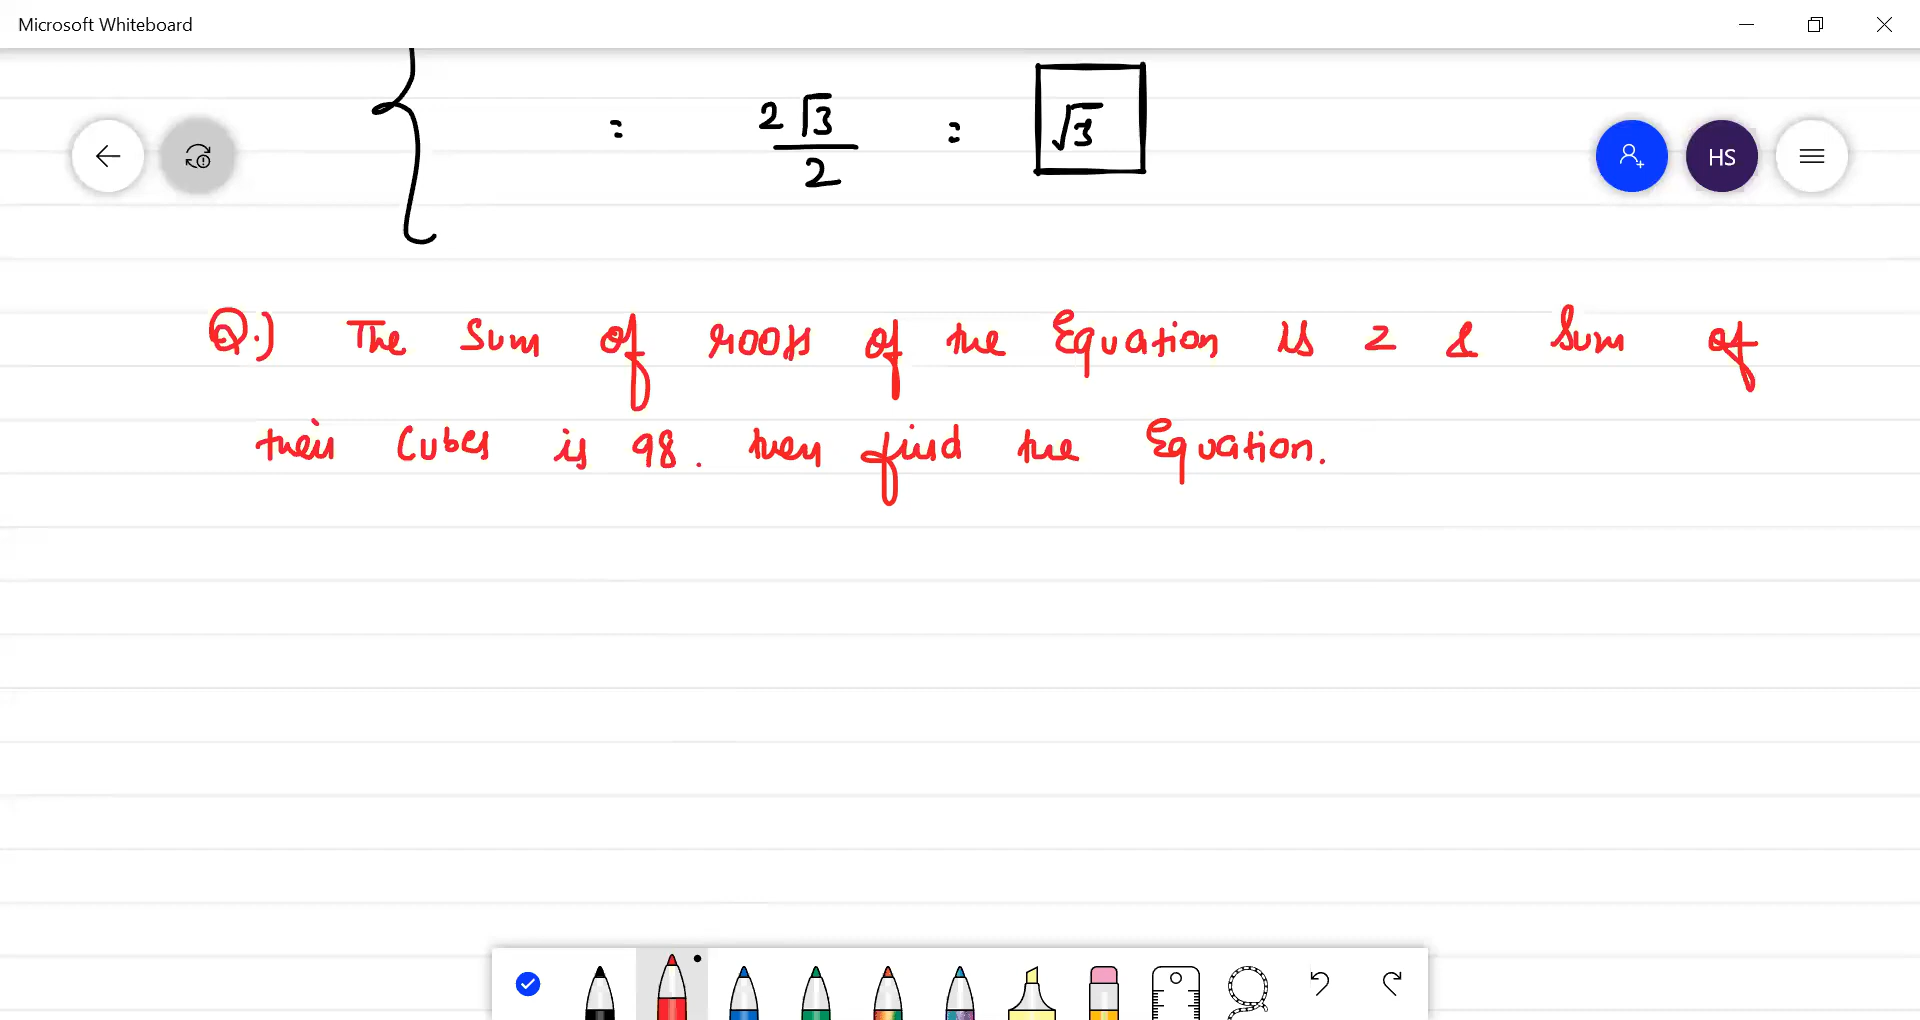 Microsoft Whiteboard
= 2√3/2 = √3
HS
Q.) The Sum of roots of the Equation is 2 & Sum of
their Cubes is 98. then find the Equation.